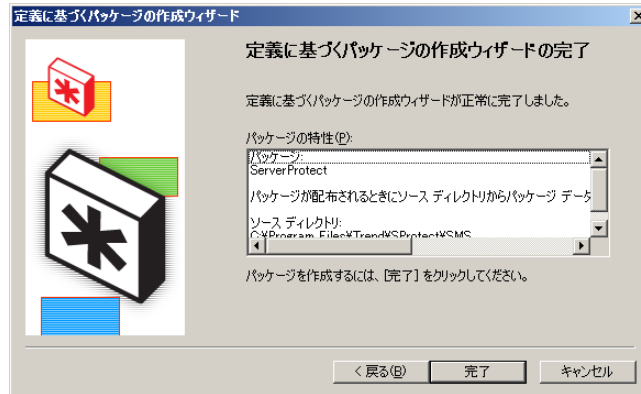 定義に基づくパッケージの作成ウィザード
定義に基づくパッケージの作成ウィザードの完了
定義に基づくパッケージの作成ウィザードが正常に完了しました。
パッケージの特性(P):
パッケージ:
ServerProtect
パッケージが配布されるときにソース ディレクトリからパッケージ デー
ソース ディレクトリ:
C:¥Program Files¥Trend¥SProtect¥SMS
パッケージを作成するには、[完了] をクリックしてください。
< 戻る(B)
完了
キャンセル